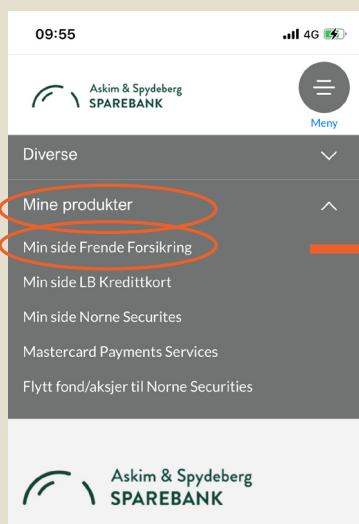 09:55
4G
Askim & Spydeberg
SPAREBANK
Meny
Diverse
Mine produkter
Min side Frende Forsikring
Min side LB Kredittkort
Min side Norne Securites
Mastercard Payments Services
Flytt fond/aksjer til Norne Securities
Askim & Spydeberg
SPAREBANK